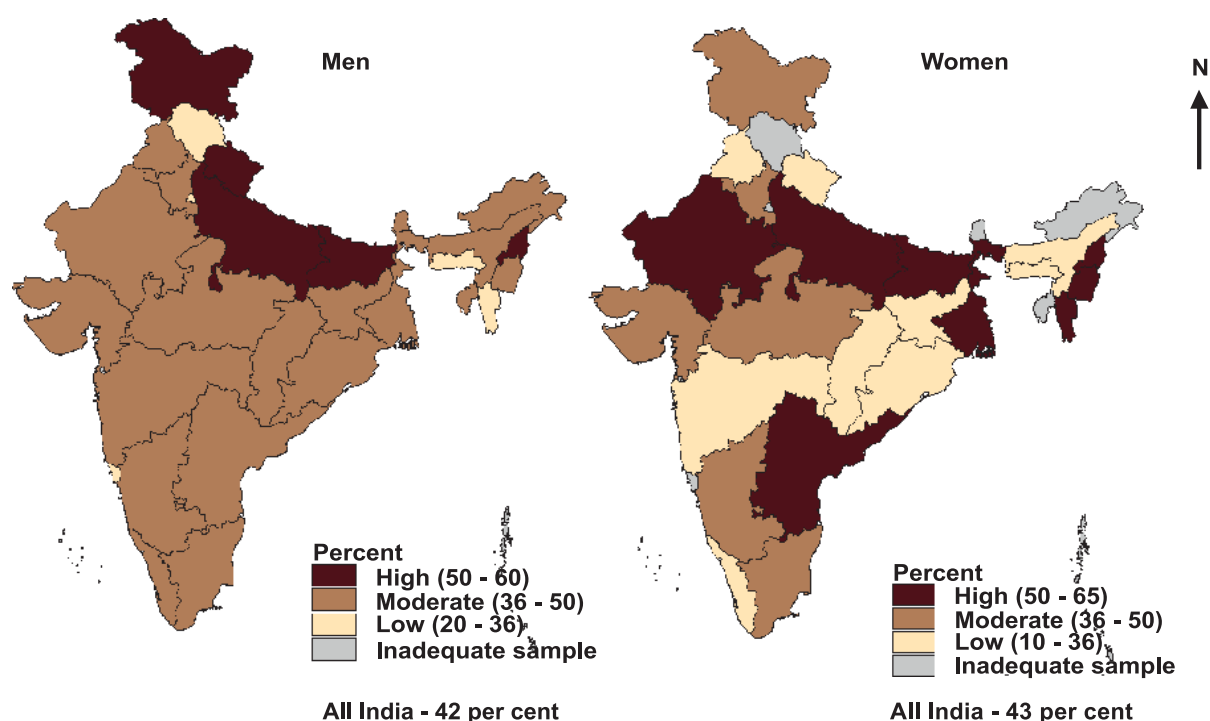 Men
Women
N
Percent
High (50 - 60)
Moderate (36 - 50)
Low (20 - 36)
Inadequate sample
All India - 42 per cent
Percent
High (50 - 65)
Moderate (36 - 50)
Low (10 - 36)
Inadequate sample
All India - 43 per cent